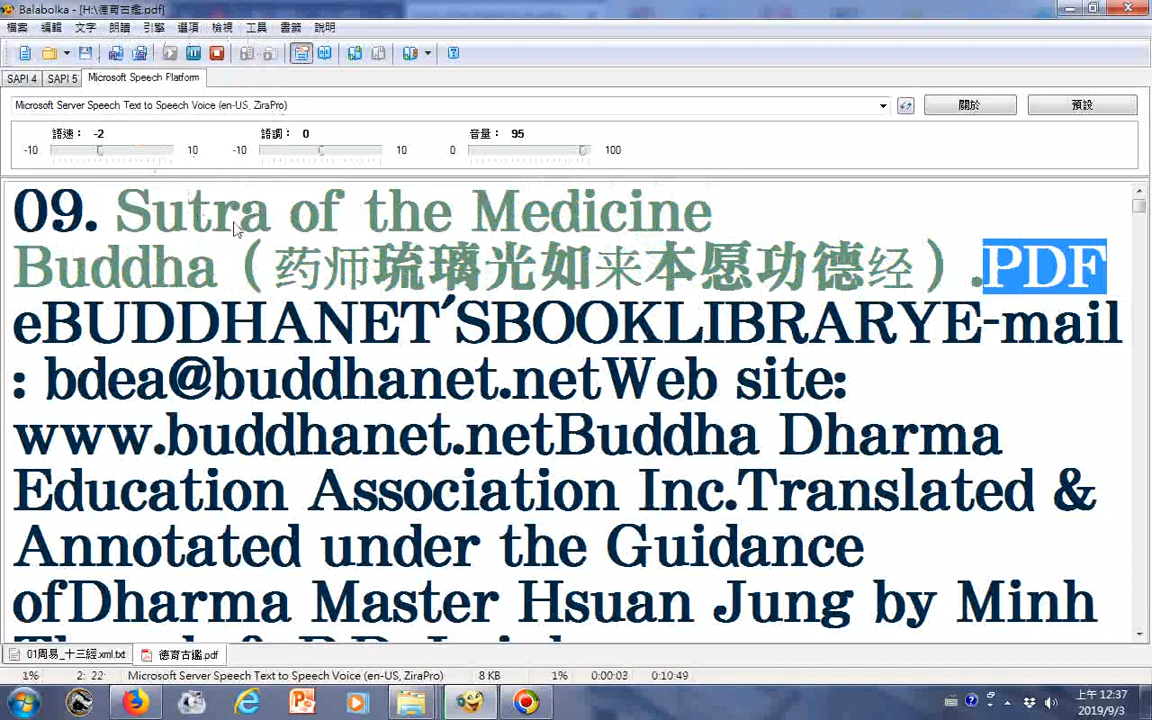 Balabolka - [H:\德育古鑑.pdf]
檔案 編輯 文字 朗讀 引擎 選項 檢視 工具 書籤 說明
SAPI 4 SAPI 5 Microsoft Speech Platform
Microsoft Server Speech Text to Speech Voice (en-US, ZiraPro) 關於 預設
語速： -2 語調： 0 音量： 95
-10 10 -10 10 0 100
09. Sutra of the Medicine
Buddha（药师琉璃光如来本愿功德经）.PDF
eBUDDHANET'SBOOKLIBRARYE-mail
: bdea@buddhanet.netWeb site:
www.buddhanet.netBuddha Dharma
Education Association Inc.Translated &
Annotated under the Guidance
ofDharma Master Hsuan Jung by Minh
01周易_十三經.xml.txt 德育古鑑.pdf
1% 2: 22 Microsoft Server Speech Text to Speech Voice (en-US, ZiraPro) 8 KB 1% 0:00:03 0:10:49
上午 12:37
2019/9/3